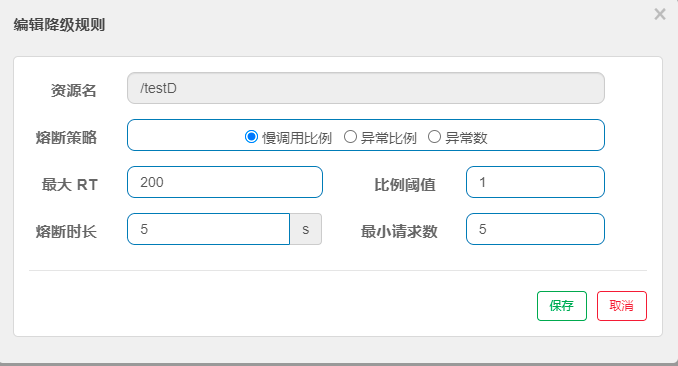 编辑降级规则 ×
资源名 /testD
熔断策略 慢调用比例 异常比例 异常数
最大 RT 200 比例阈值 1
熔断时长 5 s 最小请求数 5
保存 取消